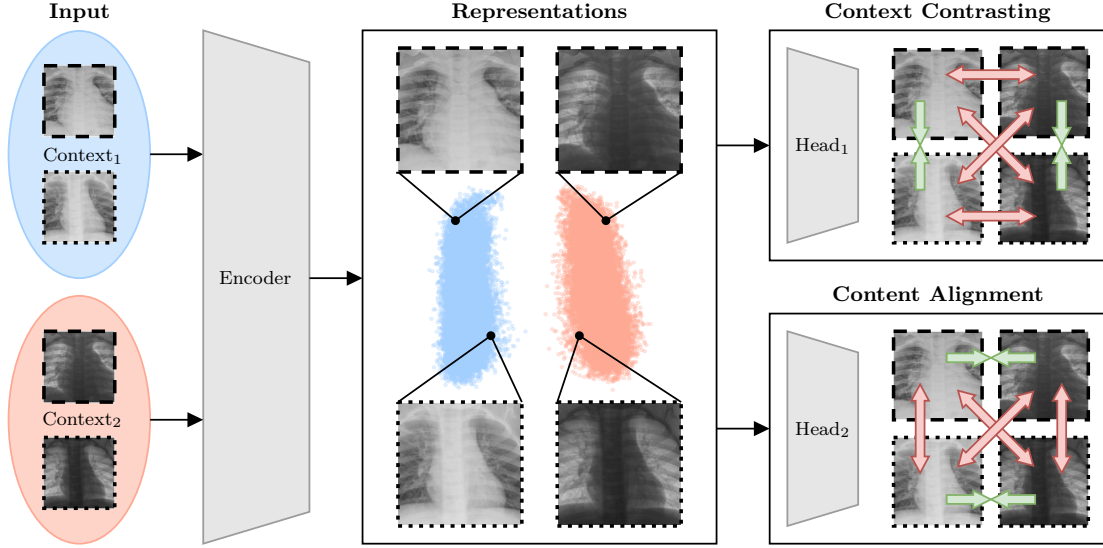 Input
Representations
Context Contrasting
Context₁
Head₁
Encoder
Content Alignment
Context₂
Head₂